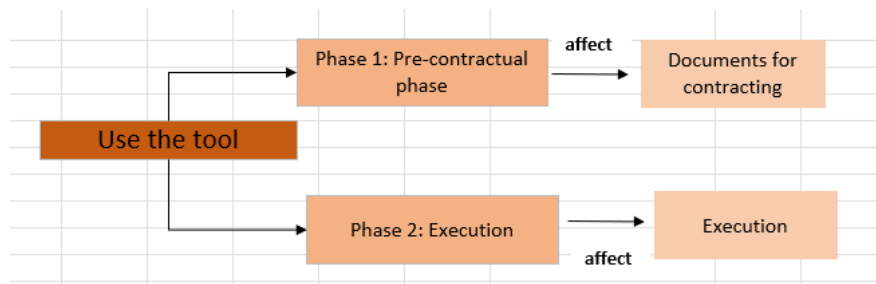 affect
Phase 1: Pre-contractual
phase
Documents for
contracting
Use the tool
Phase 2: Execution
Execution
affect